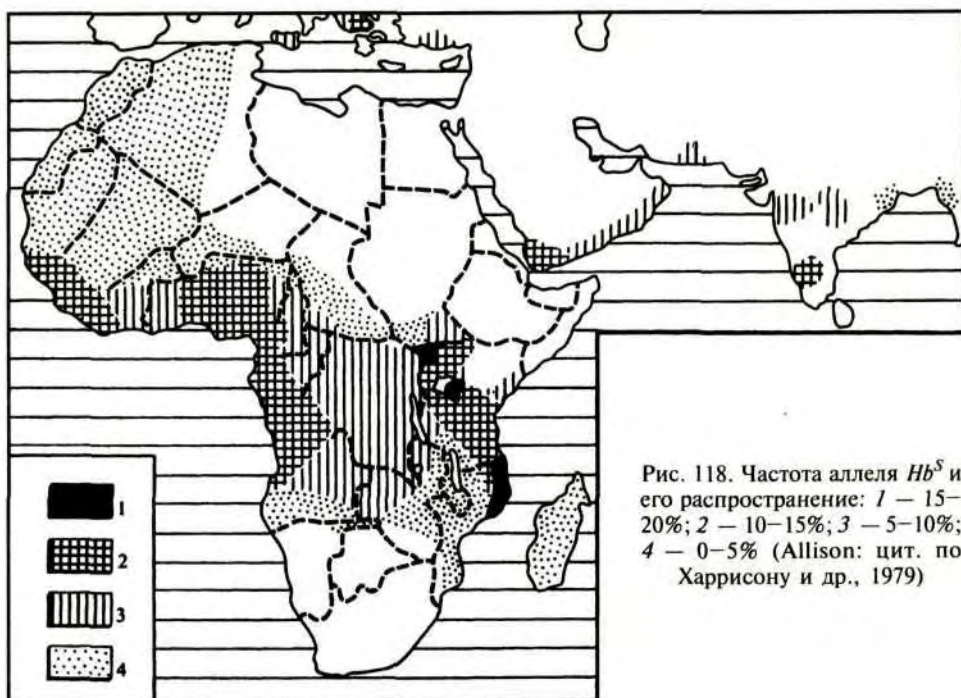 1
2
3
4
Рис. 118. Частота аллеля Hbˢ и
его распространение: 1 — 15–
20%; 2 — 10–15%; 3 — 5–10%;
4 — 0–5% (Allison: цит. по
Харрисону и др., 1979)